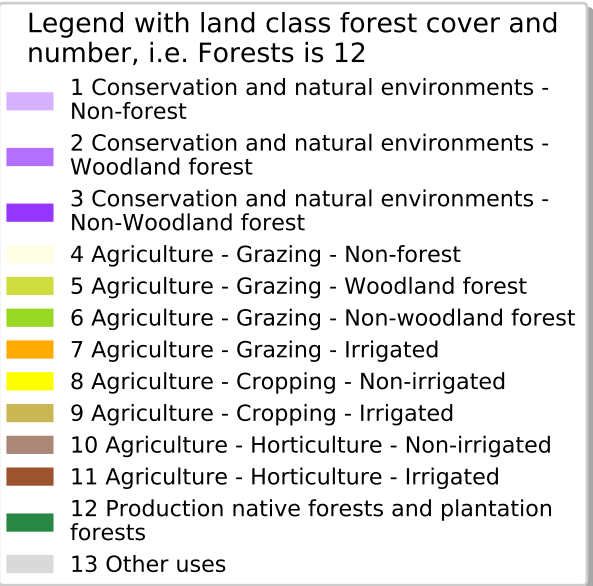 Legend with land class forest cover and
number, i.e. Forests is 12
1 Conservation and natural environments -
Non-forest
2 Conservation and natural environments -
Woodland forest
3 Conservation and natural environments -
Non-Woodland forest
4 Agriculture - Grazing - Non-forest
5 Agriculture - Grazing - Woodland forest
6 Agriculture - Grazing - Non-woodland forest
7 Agriculture - Grazing - Irrigated
8 Agriculture - Cropping - Non-irrigated
9 Agriculture - Cropping - Irrigated
10 Agriculture - Horticulture - Non-irrigated
11 Agriculture - Horticulture - Irrigated
12 Production native forests and plantation
forests
13 Other uses